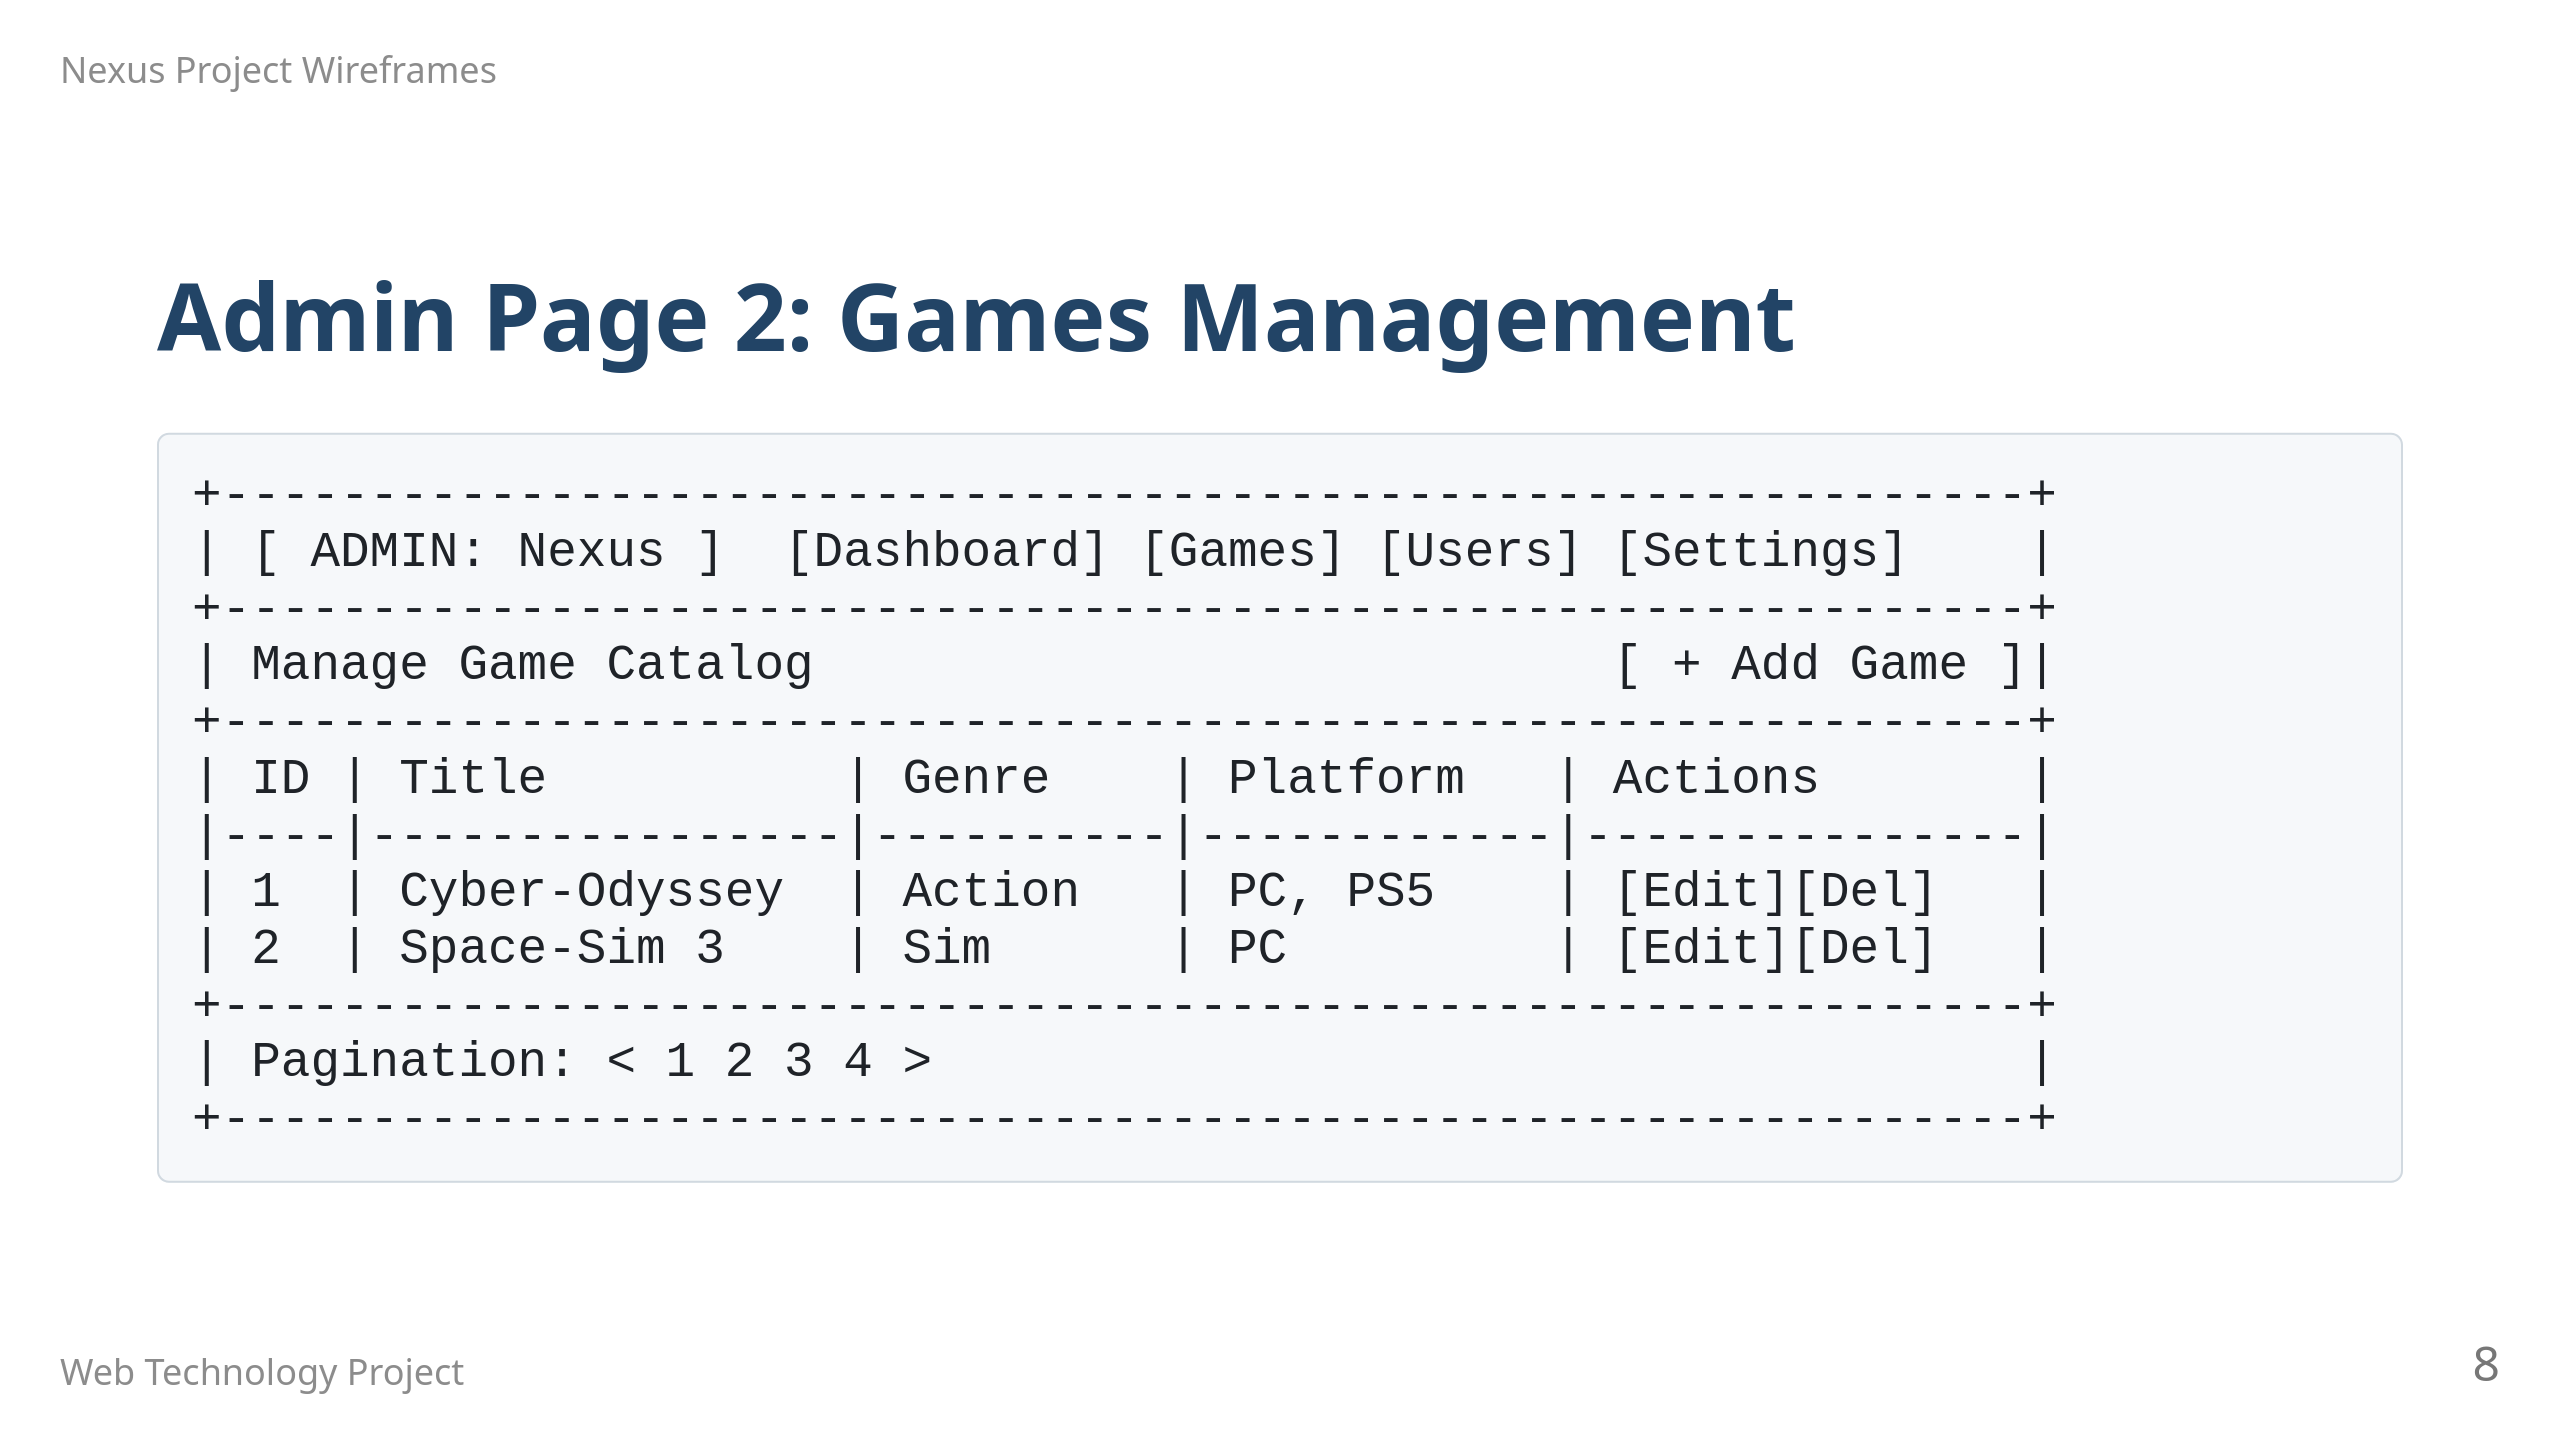 Nexus Project Wireframes
Admin Page 2: Games Management
+-------------------------------------------------------------+
| [ ADMIN: Nexus ]  [Dashboard] [Games] [Users] [Settings]    |
+-------------------------------------------------------------+
| Manage Game Catalog                           [ + Add Game ]|
+-------------------------------------------------------------+
| ID | Title          | Genre    | Platform   | Actions       |
|----|----------------|----------|------------|---------------|
| 1  | Cyber-Odyssey  | Action   | PC, PS5    | [Edit][Del]   |
| 2  | Space-Sim 3    | Sim      | PC         | [Edit][Del]   |
+-------------------------------------------------------------+
| Pagination: < 1 2 3 4 >                                     |
+-------------------------------------------------------------+
Web Technology Project
8